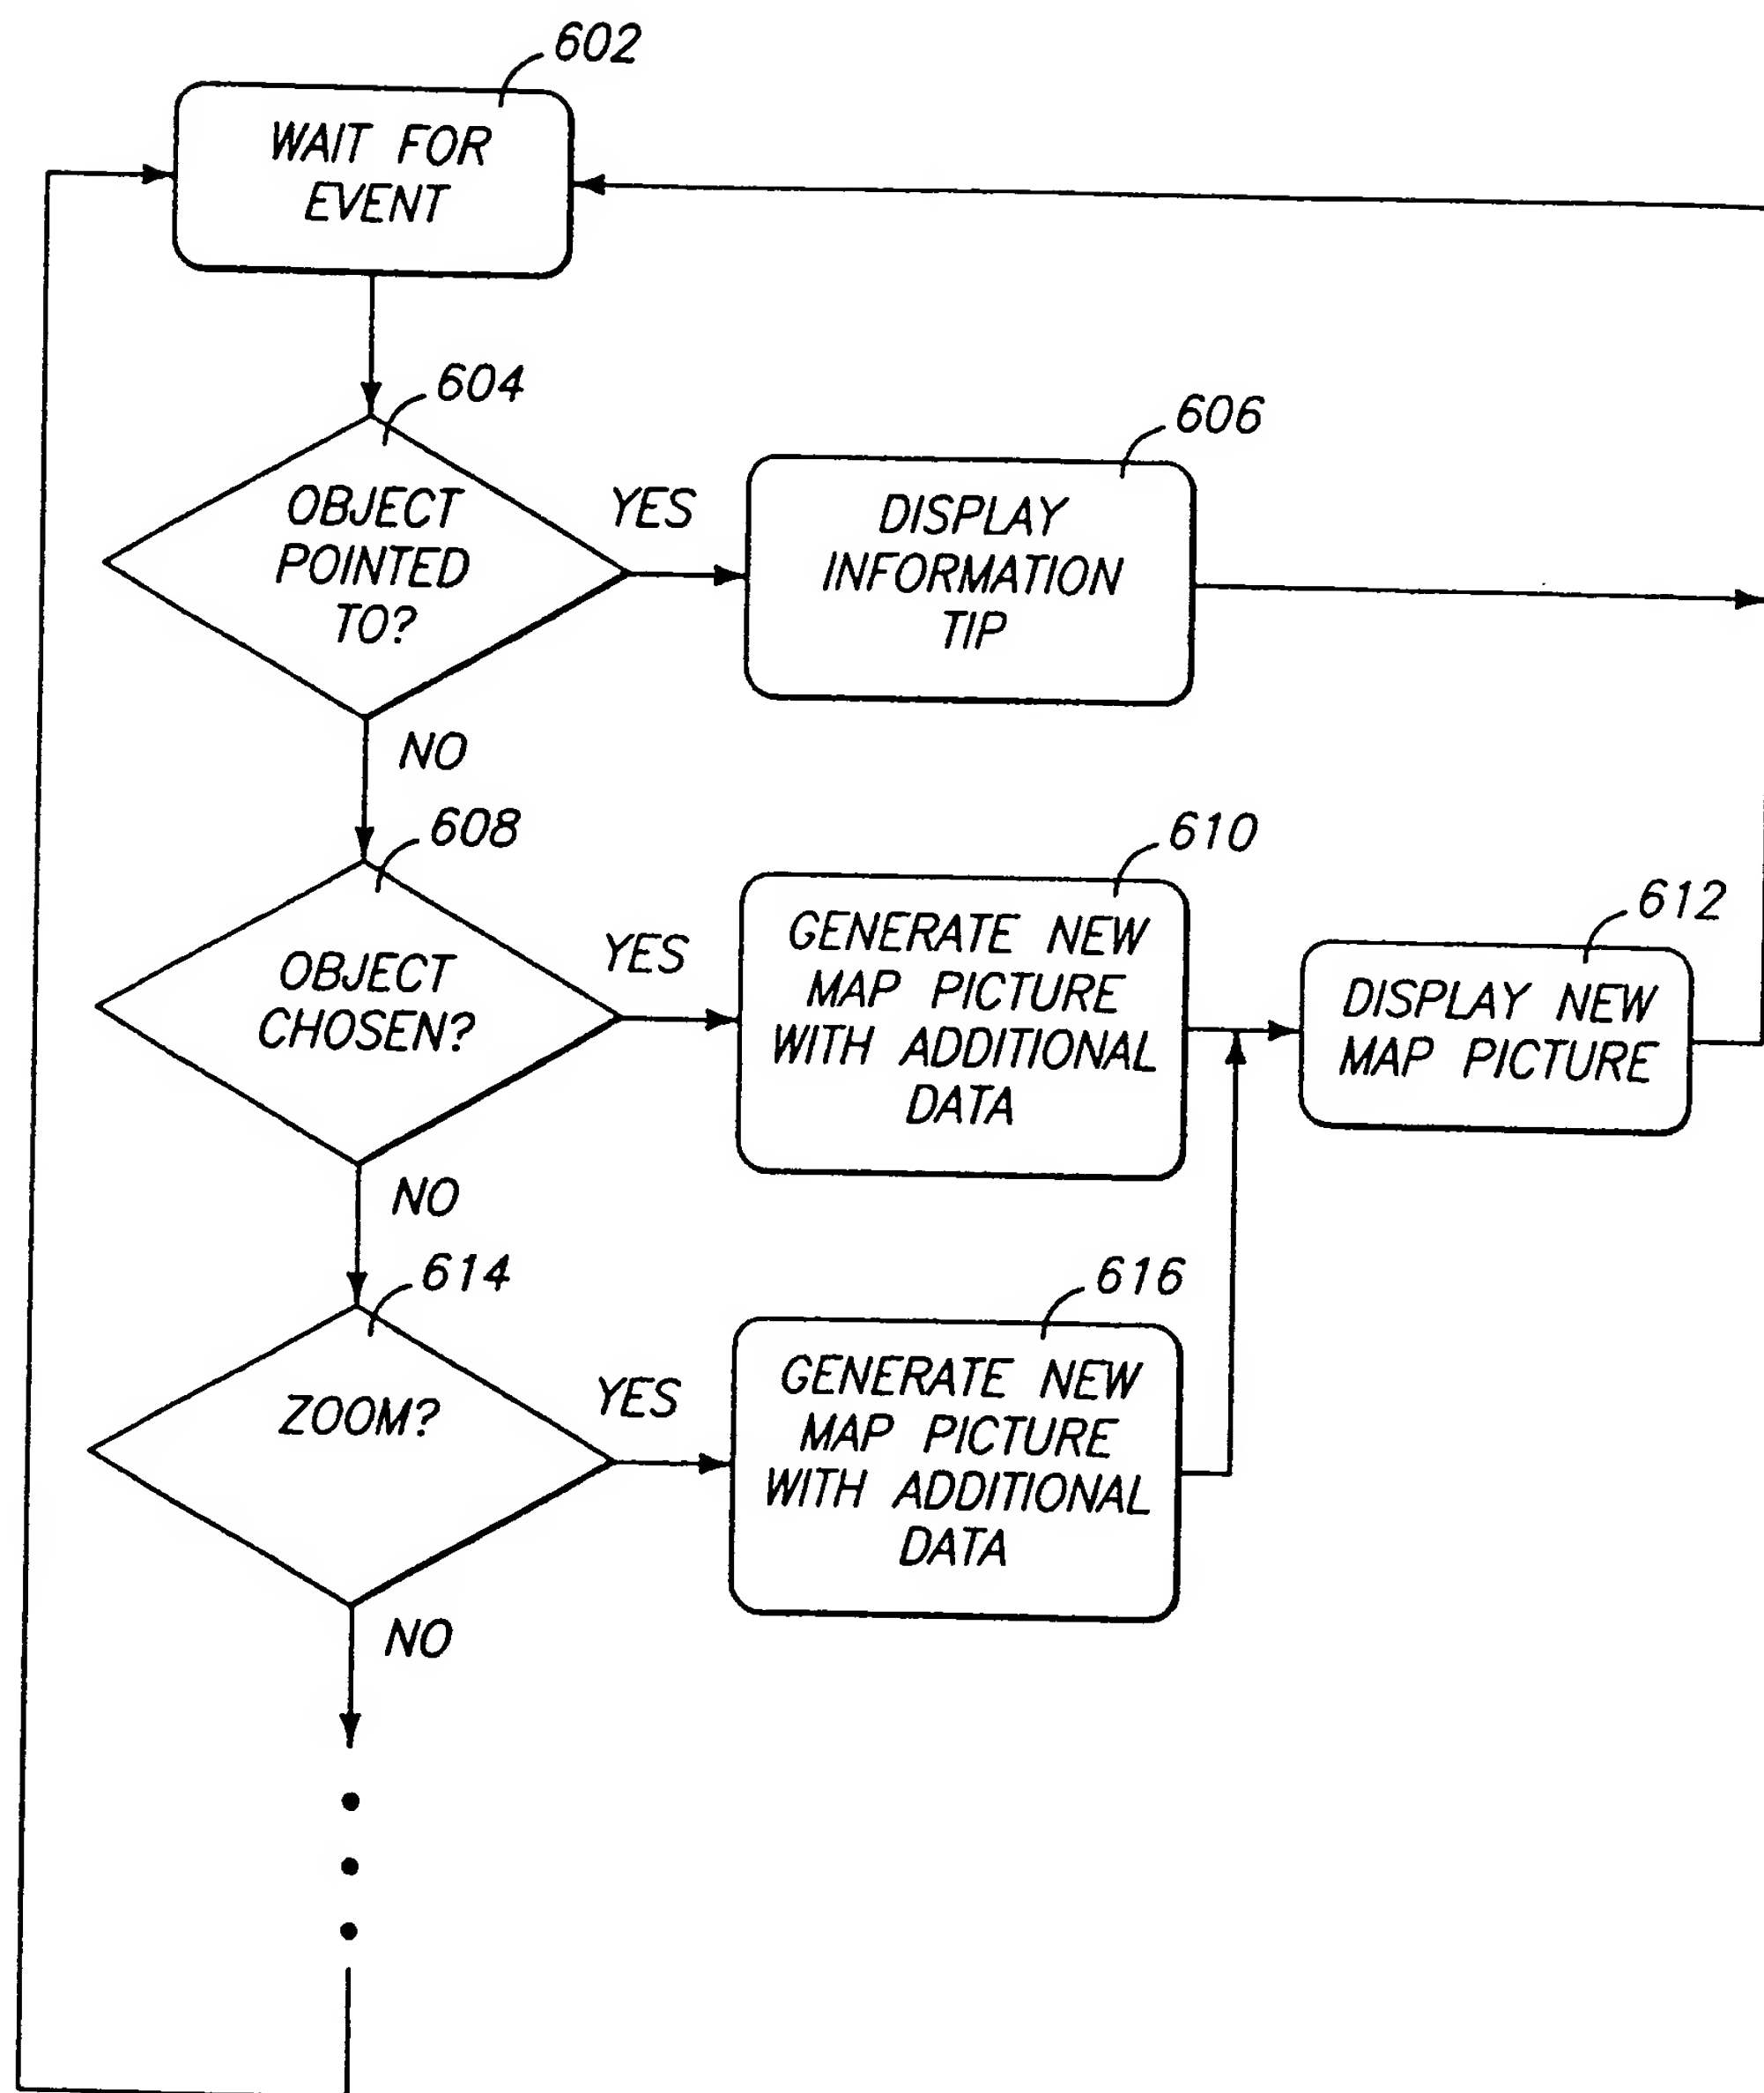 602
WAIT FOR
EVENT
604
OBJECT
POINTED
TO?
YES
606
DISPLAY
INFORMATION
TIP
NO
608
OBJECT
CHOSEN?
YES
610
GENERATE NEW
MAP PICTURE
WITH ADDITIONAL
DATA
612
DISPLAY NEW
MAP PICTURE
NO
614
ZOOM?
YES
616
GENERATE NEW
MAP PICTURE
WITH ADDITIONAL
DATA
NO